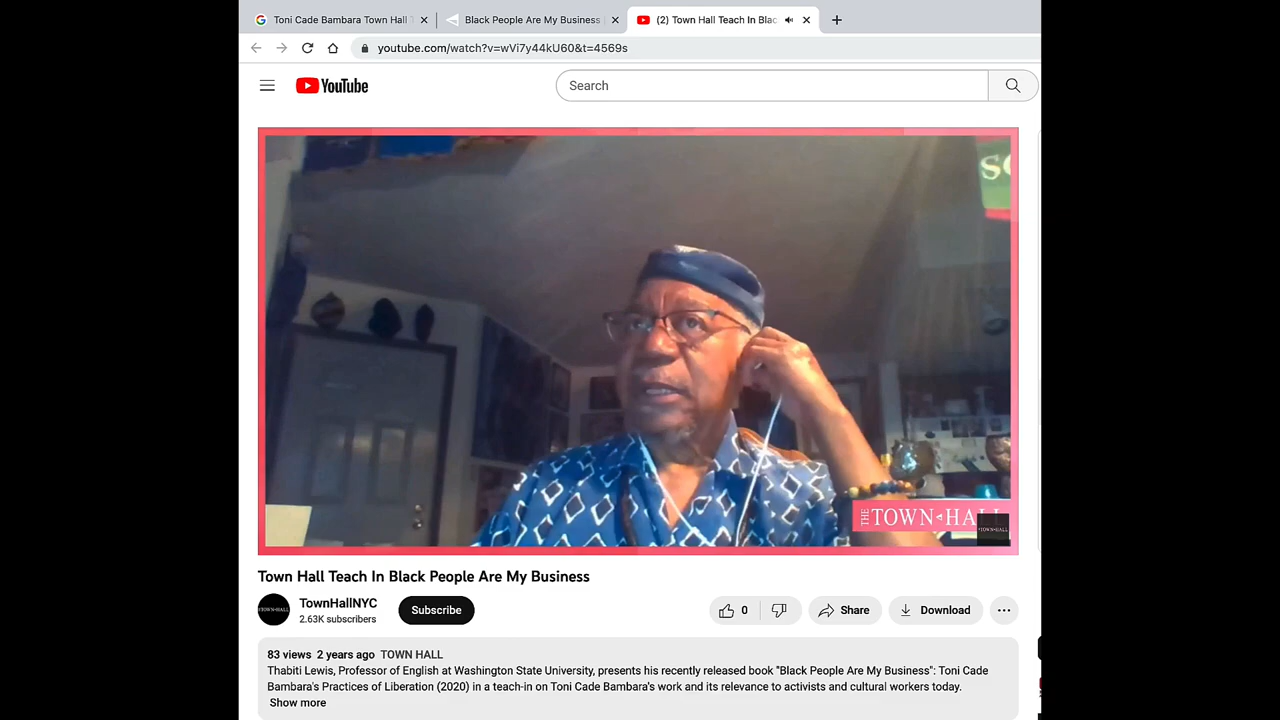 Toni Cade Bambara Town Hall T
Black People Are My Business |
(2) Town Hall Teach In Blac
youtube.com/watch?v=wVi7y44kU60&t=4569s
YouTube
Search
THE TOWN HALL
Town Hall Teach In Black People Are My Business
TownHallNYC
2.63K subscribers
Subscribe
0
Share
Download
83 views 2 years ago TOWN HALL
Thabiti Lewis, Professor of English at Washington State University, presents his recently released book "Black People Are My Business": Toni Cade
Bambara's Practices of Liberation (2020) in a teach-in on Toni Cade Bambara's work and its relevance to activists and cultural workers today.
Show more